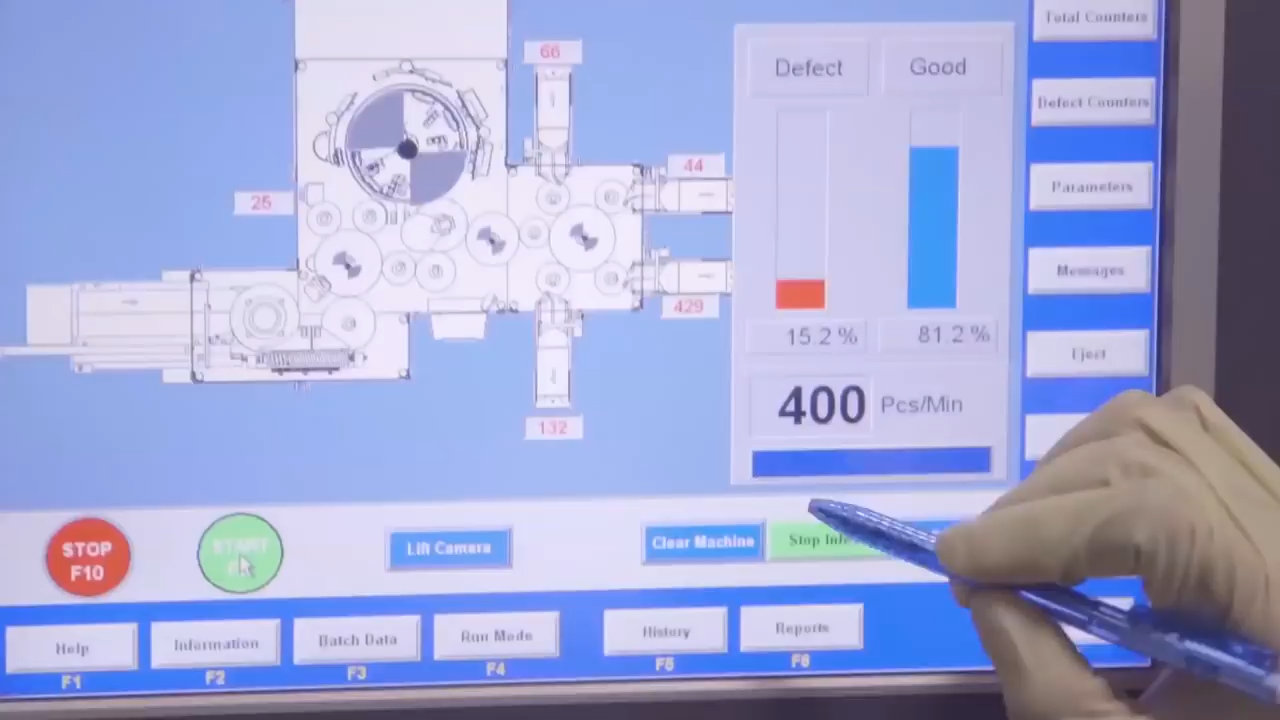 Total Counters
66
Defect
Good
Defect Counters
44
Parameters
25
Messages
429
15.2 %
81.2 %
Eject
400 Pcs/Min
132
STOP
F10
START
Lift Camera
Clear Machine
Stop
Help
Information
Batch Data
Run Mode
History
Reports
F1
F2
F3
F4
F5
F6